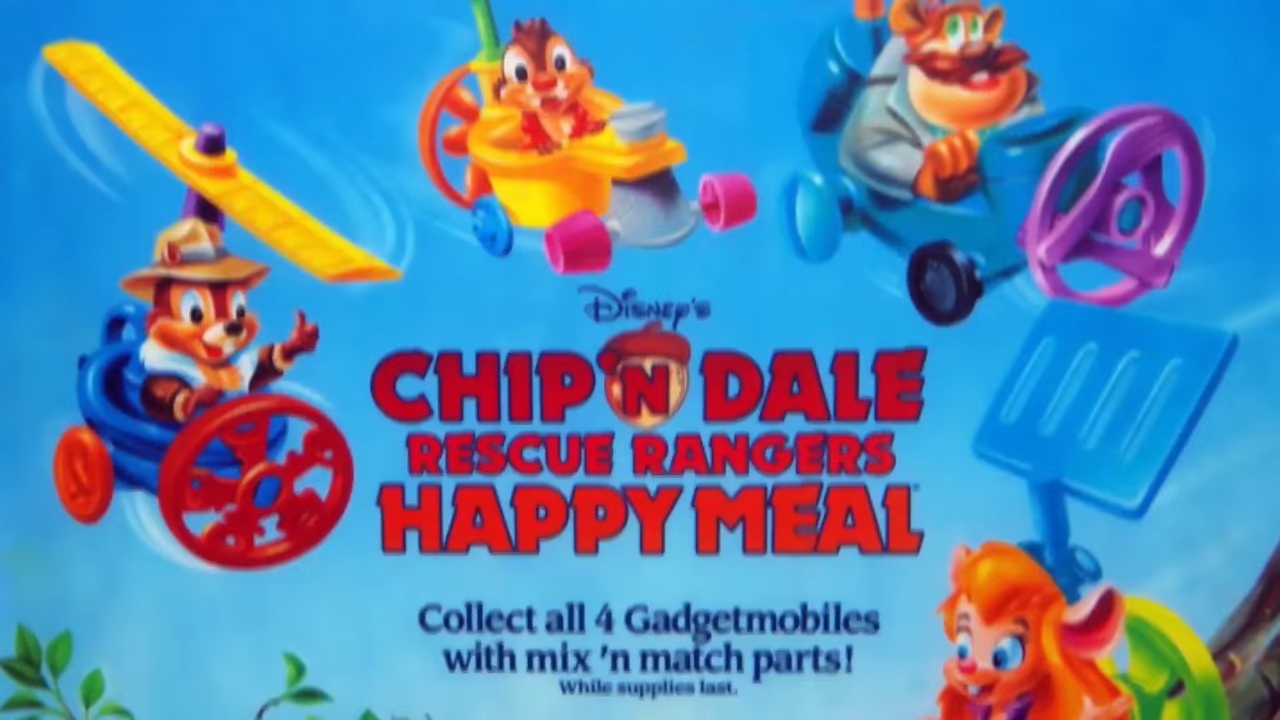 Disney's
CHIP 'N DALE
RESCUE RANGERS
HAPPY MEAL
Collect all 4 Gadgetmobiles
with mix 'n match parts!
While supplies last.